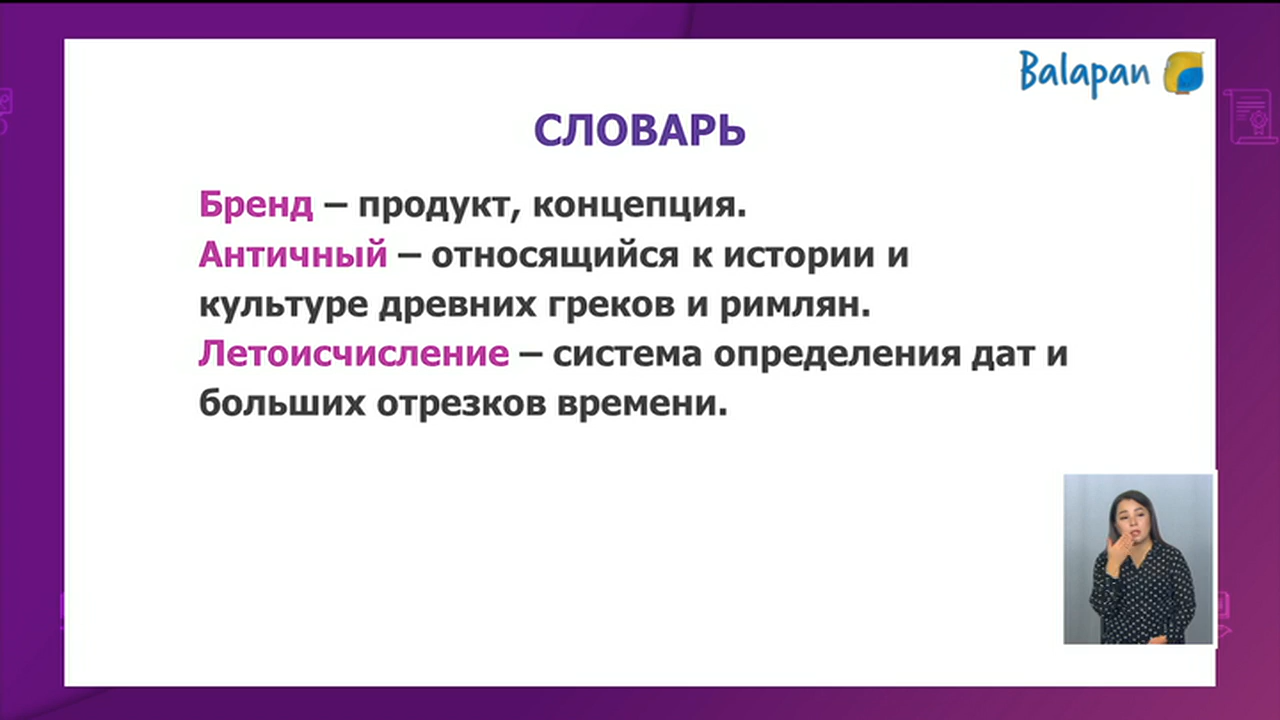 Balapan
СЛОВАРЬ
Бренд – продукт, концепция.
Античный – относящийся к истории и
культуре древних греков и римлян.
Летоисчисление – система определения дат и
больших отрезков времени.